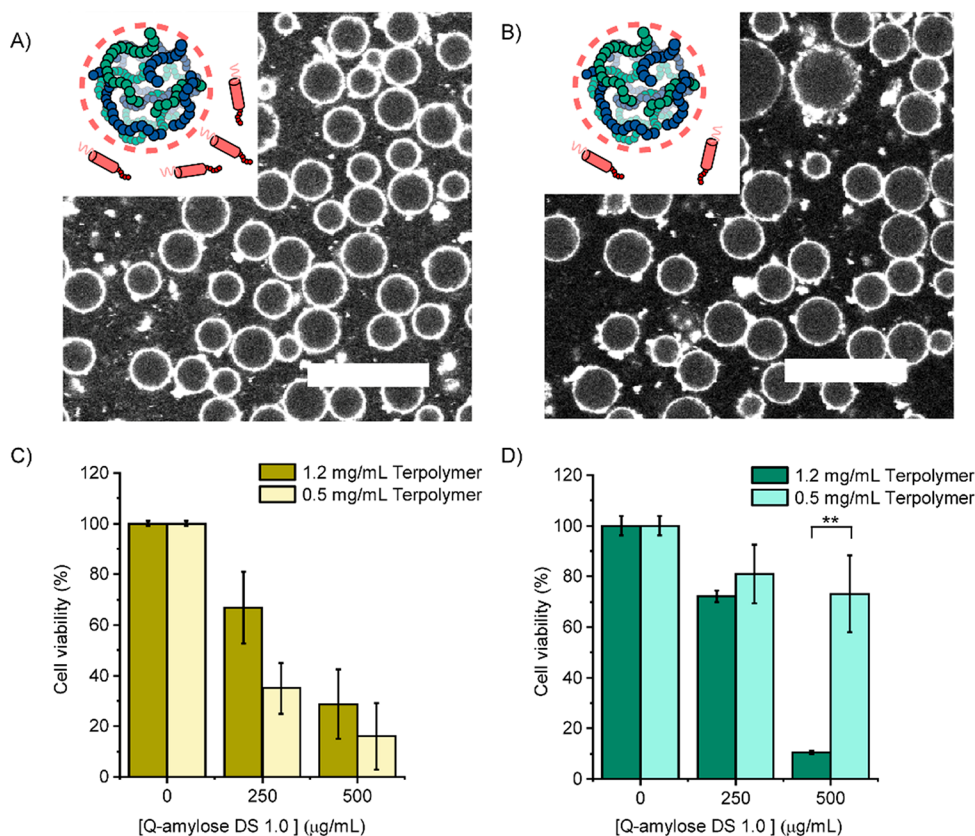 A)
B)
C)
120
100
80
60
40
20
0
Cell viability (%)
1.2 mg/mL Terpolymer
0.5 mg/mL Terpolymer
0
250
500
[Q-amylose DS 1.0 ] (µg/mL)
D)
120
100
80
60
40
20
0
Cell viability (%)
1.2 mg/mL Terpolymer
0.5 mg/mL Terpolymer
**
0
250
500
[Q-amylose DS 1.0 ] (µg/mL)